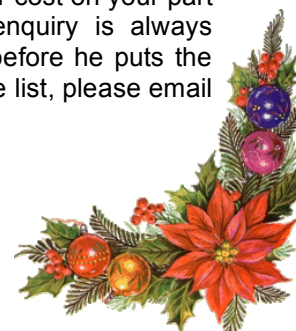 cost on your part
enquiry is always
before he puts the
list, please email